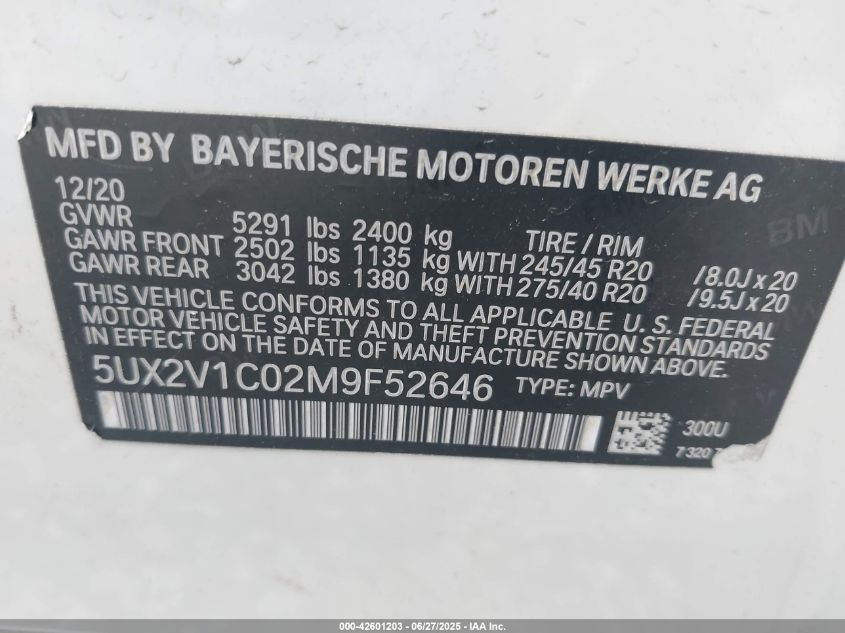 MFD BY BAYERISCHE MOTOREN WERKE AG
12/20
GVWR 5291 lbs 2400 kg TIRE / RIM
GAWR FRONT 2502 lbs 1135 kg WITH 245/45 R20 /8.0J x 20
GAWR REAR 3042 lbs 1380 kg WITH 275/40 R20 /9.5J x 20
THIS VEHICLE CONFORMS TO ALL APPLICABLE U. S. FEDERAL
MOTOR VEHICLE SAFETY AND THEFT PREVENTION STANDARDS
IN EFFECT ON THE DATE OF MANUFACTURE SHOWN ABOVE.
5UX2V1C02M9F52646 TYPE: MPV
300U
7320
000-42601203 - 06/27/2025 - IAA Inc.